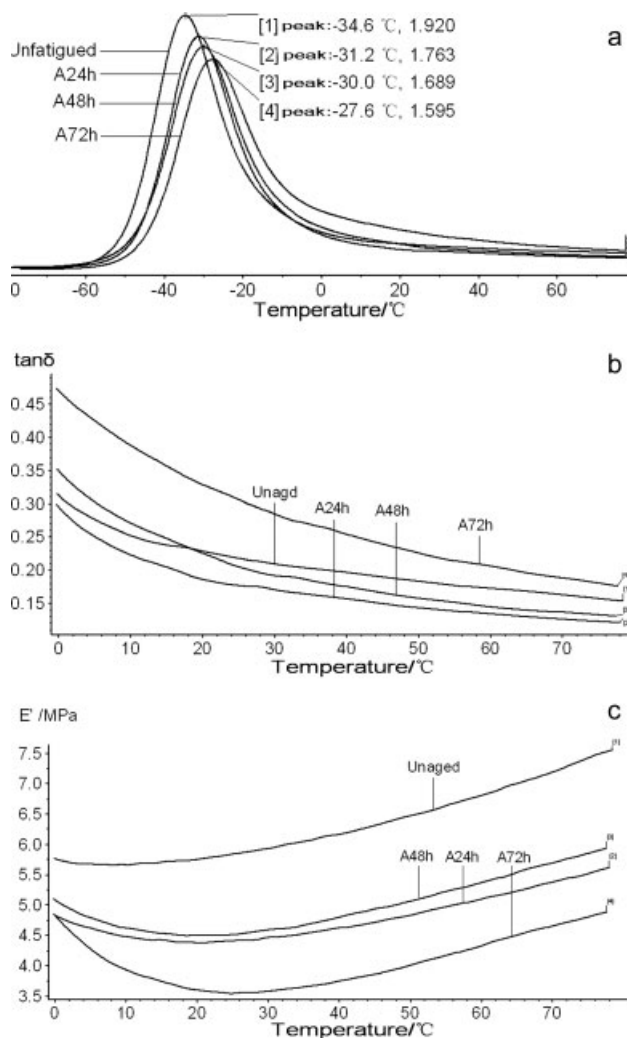 [1] peak:-34.6 ℃, 1.920
a
Unfatigued
[2] peak:-31.2 ℃, 1.763
A24h
[3] peak:-30.0 ℃, 1.689
A48h
[4] peak:-27.6 ℃, 1.595
A72h
-60 -40 -20 0 20 40 60
Temperature/℃
tanδ
b
0.45
0.40
0.35
0.30
0.25
0.20
0.15
Unagd
A24h
A48h
A72h
0 10 20 30 40 50 60 70
Temperature/℃
E' /MPa
c
7.5
7.0
6.5
6.0
5.5
5.0
4.5
4.0
3.5
Unaged
A48h
A24h
A72h
0 10 20 30 40 50 60 70
Temperature/℃